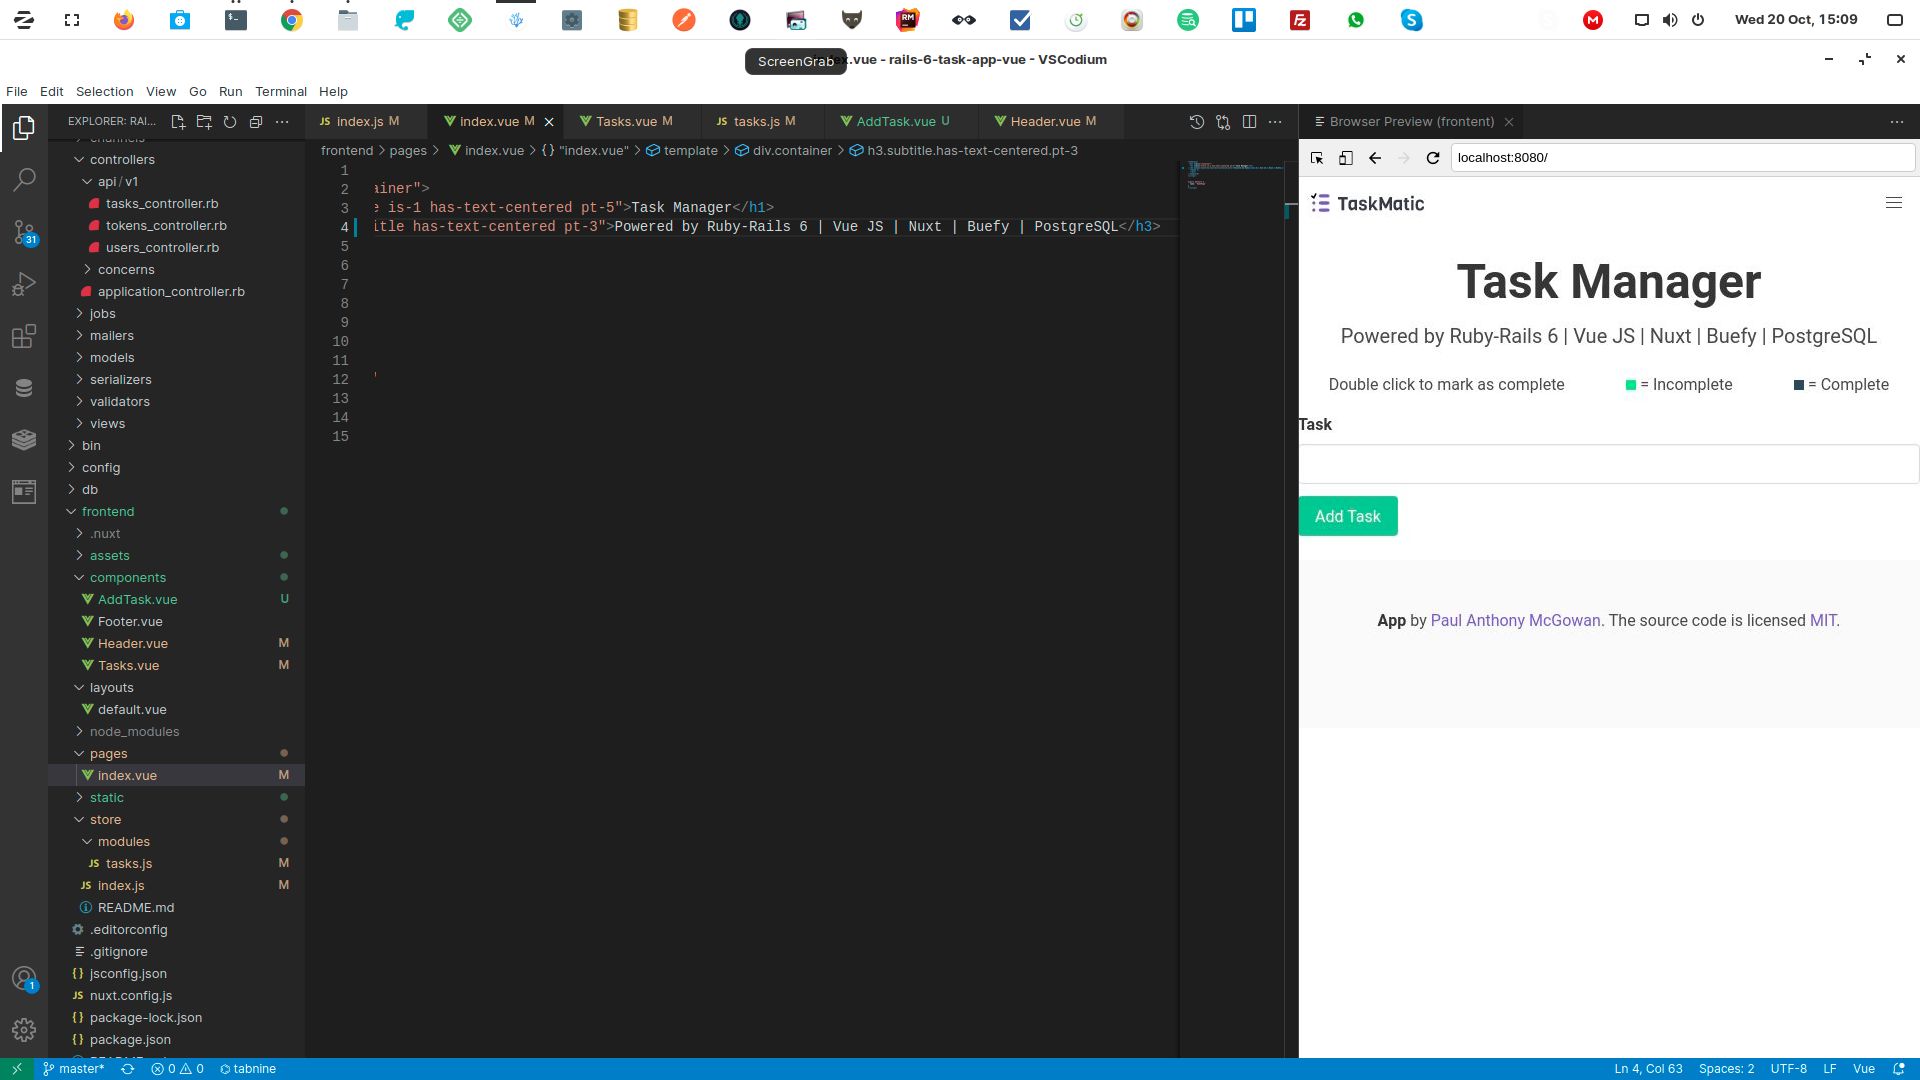 Wed 20 Oct, 15:09
ScreenGrab
x.vue - rails-6-task-app-vue - VSCodium
File Edit Selection View Go Run Terminal Help
EXPLORER: RAI...
controllers
api / v1
tasks_controller.rb
tokens_controller.rb
users_controller.rb
concerns
application_controller.rb
jobs
mailers
models
serializers
validators
views
bin
config
db
frontend
.nuxt
assets
components
AddTask.vue U
Footer.vue
Header.vue M
Tasks.vue M
layouts
default.vue
node_modules
pages
index.vue M
static
store
modules
JS tasks.js M
JS index.js M
README.md
.editorconfig
.gitignore
{} jsconfig.json
JS nuxt.config.js
{} package-lock.json
{} package.json
31
1
JS index.js M
index.vue M
Tasks.vue M
JS tasks.js M
AddTask.vue U
Header.vue M
frontend > pages > index.vue > {} "index.vue" > template > div.container > h3.subtitle.has-text-centered.pt-3
1
2 ainer">
3 e is-1 has-text-centered pt-5">Task Manager</h1>
4 itle has-text-centered pt-3">Powered by Ruby-Rails 6 | Vue JS | Nuxt | Buefy | PostgreSQL</h3>
5
6
7
8
9
10
11
12 '
13
14
15
Browser Preview (frontent)
localhost:8080/
TaskMatic
Task Manager
Powered by Ruby-Rails 6 | Vue JS | Nuxt | Buefy | PostgreSQL
Double click to mark as complete = Incomplete = Complete
Task
Add Task
App by Paul Anthony McGowan. The source code is licensed MIT.
master* 0 0 tabnine
Ln 4, Col 63 Spaces: 2 UTF-8 LF Vue